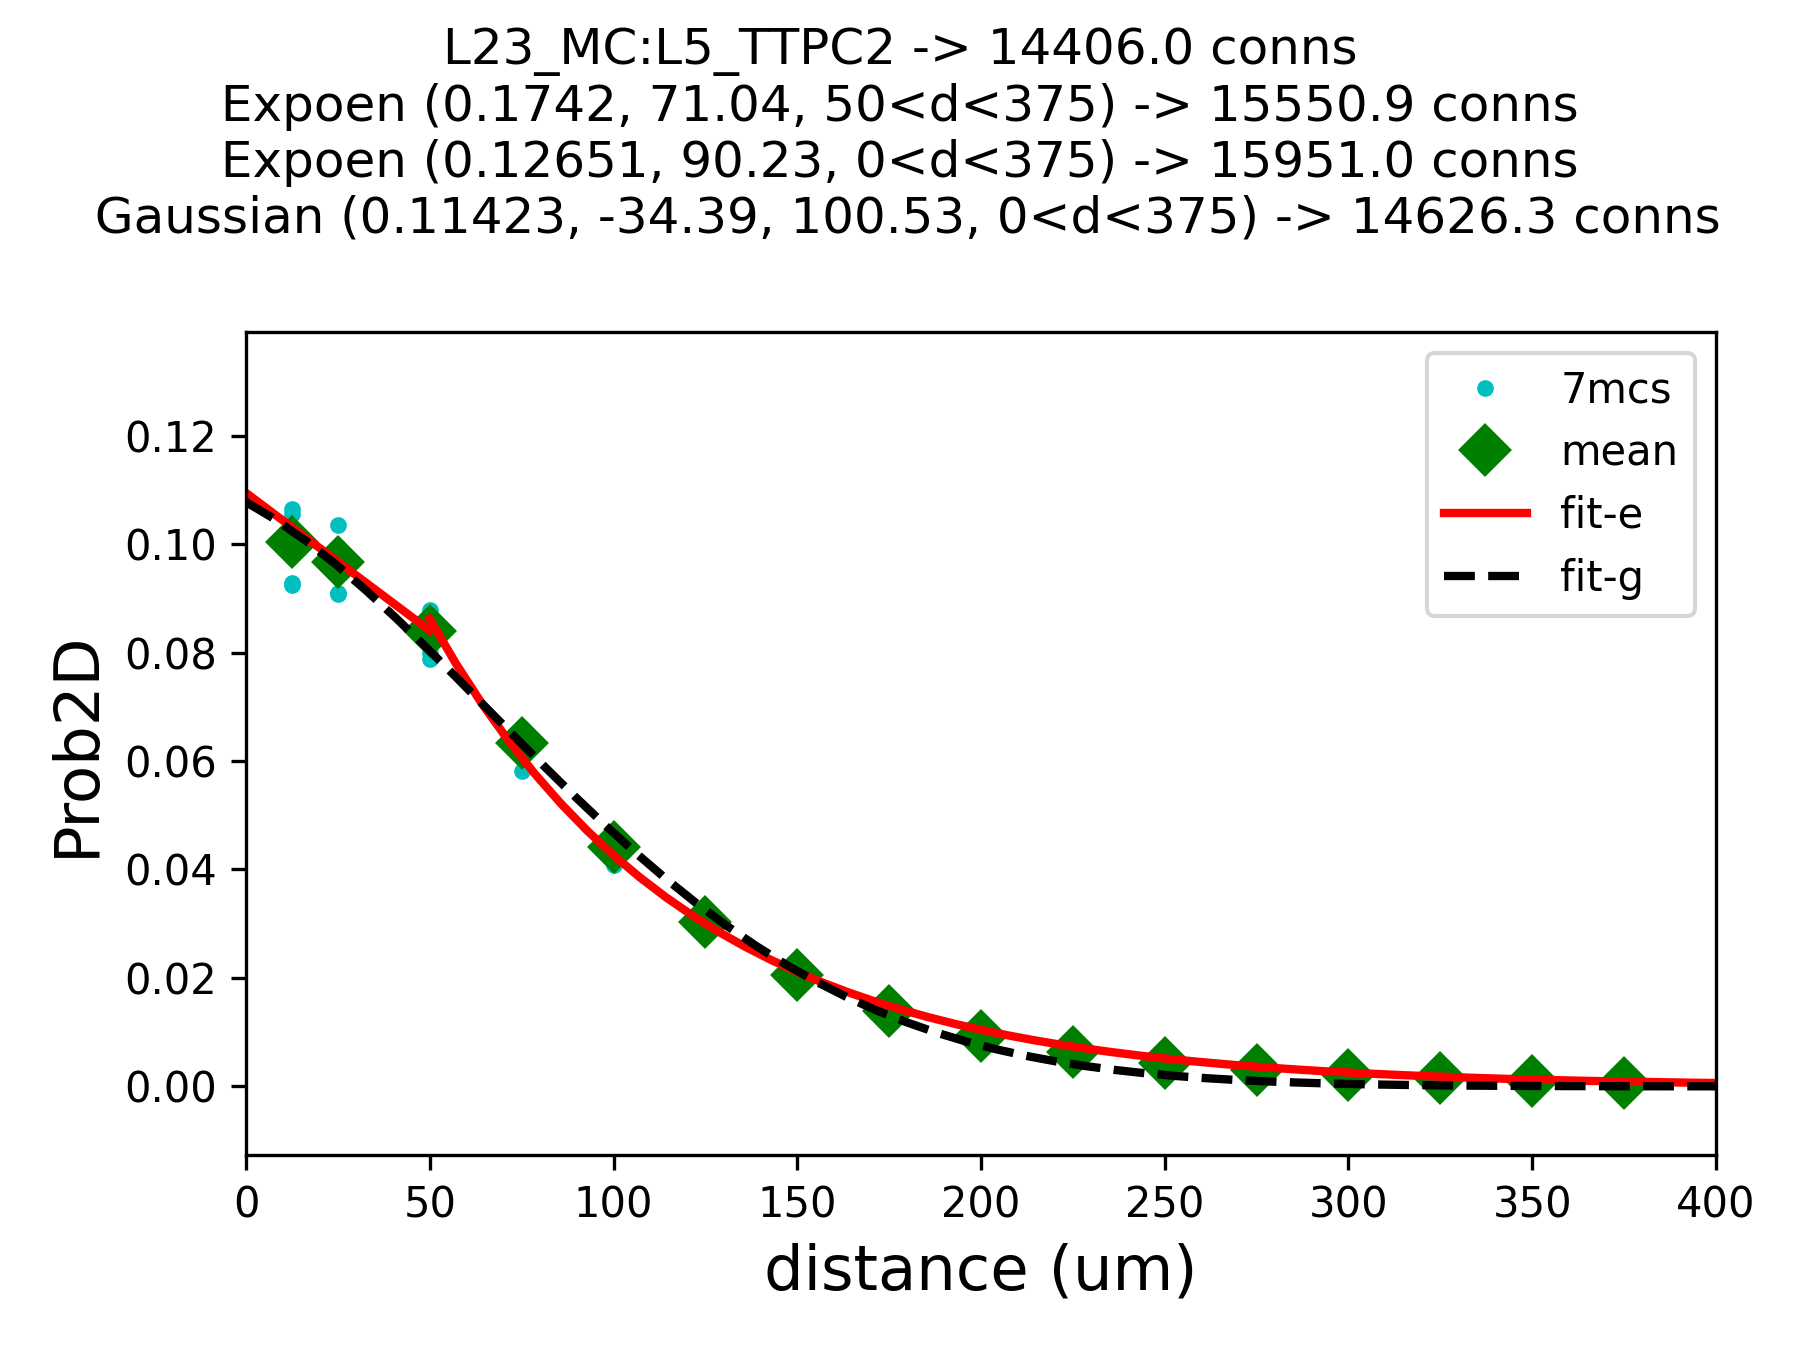 L23_MC:L5_TTPC2 -> 14406.0 conns
Expoen (0.1742, 71.04, 50<d<375) -> 15550.9 conns
Expoen (0.12651, 90.23, 0<d<375) -> 15951.0 conns
Gaussian (0.11423, -34.39, 100.53, 0<d<375) -> 14626.3 conns
7mcs
mean
fit-e
fit-g
0.12
0.10
0.08
0.06
0.04
0.02
0.00
Prob2D
0 50 100 150 200 250 300 350 400
distance (um)